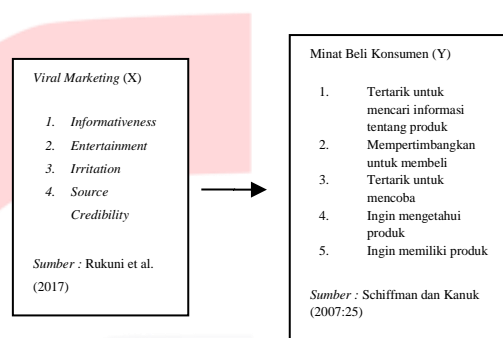 Viral Marketing (X)
1. Informativeness
2. Entertainment
3. Irritation
4. Source
Credibility
Sumber : Rukuni et al.
(2017)
Minat Beli Konsumen (Y)
1. Tertarik untuk
mencari informasi
tentang produk
2. Mempertimbangkan
untuk membeli
3. Tertarik untuk
mencoba
4. Ingin mengetahui
produk
5. Ingin memiliki produk
Sumber : Schiffman dan Kanuk
(2007:25)